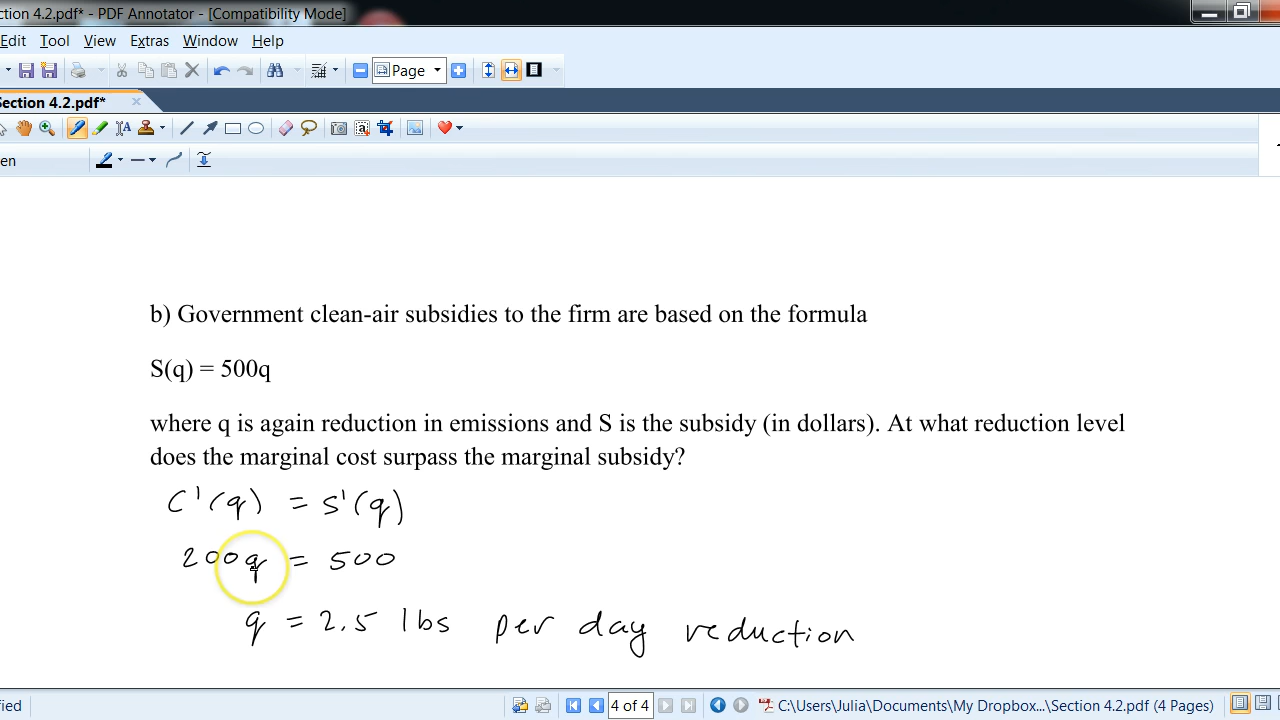 ction 4.2.pdf* - PDF Annotator - [Compatibility Mode]
Edit Tool View Extras Window Help
Page
Section 4.2.pdf*
en
b) Government clean-air subsidies to the firm are based on the formula
S(q) = 500q
where q is again reduction in emissions and S is the subsidy (in dollars). At what reduction level
does the marginal cost surpass the marginal subsidy?
C'(q) = S'(q)
200q = 500
q = 2.5 lbs per day reduction
fied
4 of 4
C:\Users\Julia\Documents\My Dropbox...\Section 4.2.pdf (4 Pages)